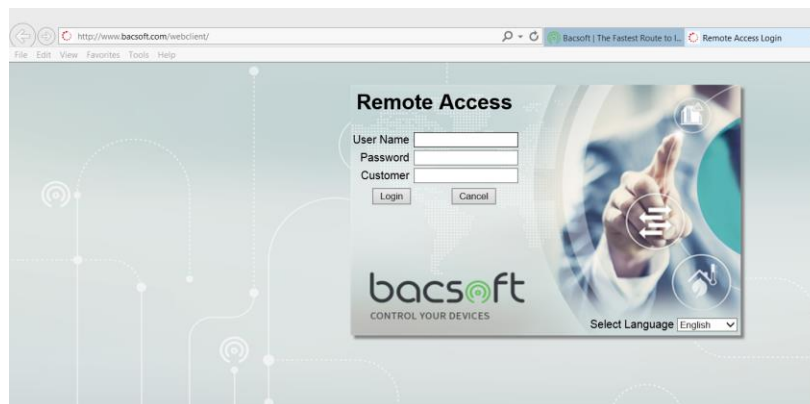 http://www.bacsoft.com/webclient/
Bacsoft | The Fastest Route to I...
Remote Access Login
File Edit View Favorites Tools Help
Remote Access
User Name
Password
Customer
Login Cancel
bacsoft
CONTROL YOUR DEVICES
Select Language English